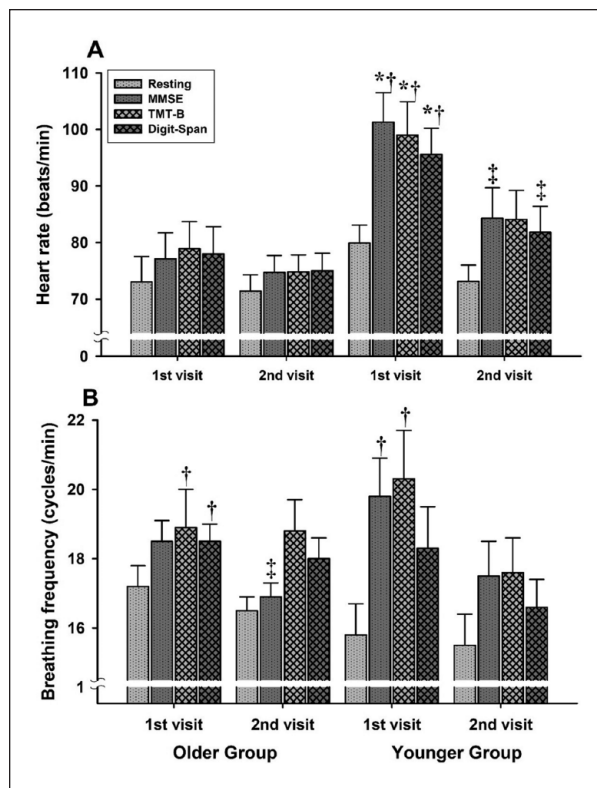 A
110
100
90
80
70
0
Heart rate (beats/min)
Resting
MMSE
TMT-B
Digit-Span
*† *† *†
‡ ‡
1st visit 2nd visit 1st visit 2nd visit
B
22
20
18
16
1
Breathing frequency (cycles/min)
† † ‡ † †
1st visit 2nd visit 1st visit 2nd visit
Older Group Younger Group